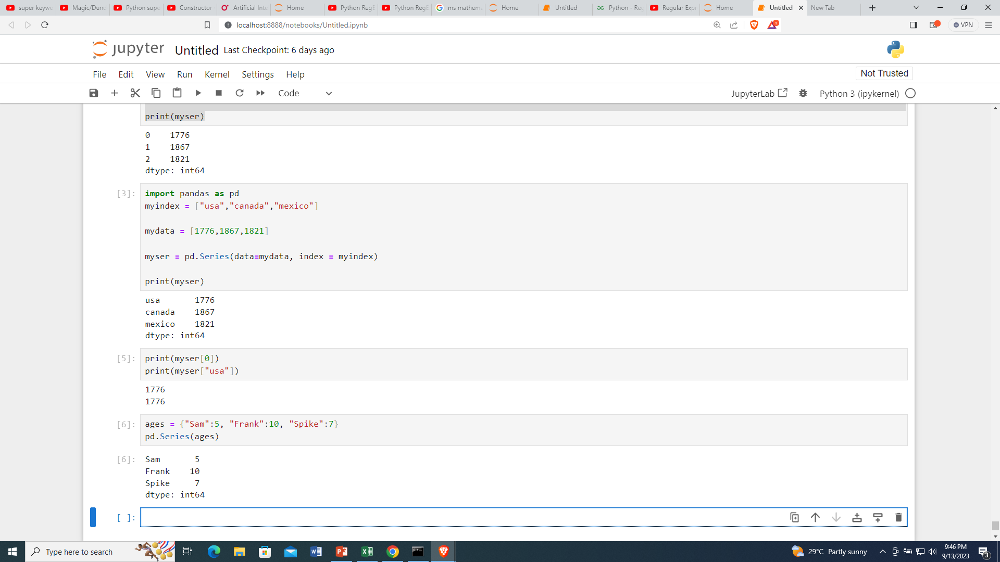 super keyw
Magic/Dund
Python supe
Constructor
Artificial Inte
Home
Python RegE
Python RegE
ms mathema
Home
Untitled
Python - Reg
Regular Expr
Home
Untitled
New Tab
localhost:8888/notebooks/Untitled.ipynb
1
VPN
jupyter Untitled Last Checkpoint: 6 days ago
File Edit View Run Kernel Settings Help
Not Trusted
Code
JupyterLab
Python 3 (ipykernel)
print(myser)
0    1776
1    1867
2    1821
dtype: int64
[3]: import pandas as pd
myindex = ["usa","canada","mexico"]
mydata = [1776,1867,1821]
myser = pd.Series(data=mydata, index = myindex)
print(myser)
usa       1776
canada    1867
mexico    1821
dtype: int64
[5]: print(myser[0])
print(myser["usa"])
1776
1776
[6]: ages = {"Sam":5, "Frank":10, "Spike":7}
pd.Series(ages)
[6]: Sam       5
Frank    10
Spike     7
dtype: int64
[ ]:
Type here to search
29°C Partly sunny
9:46 PM
9/13/2023
3